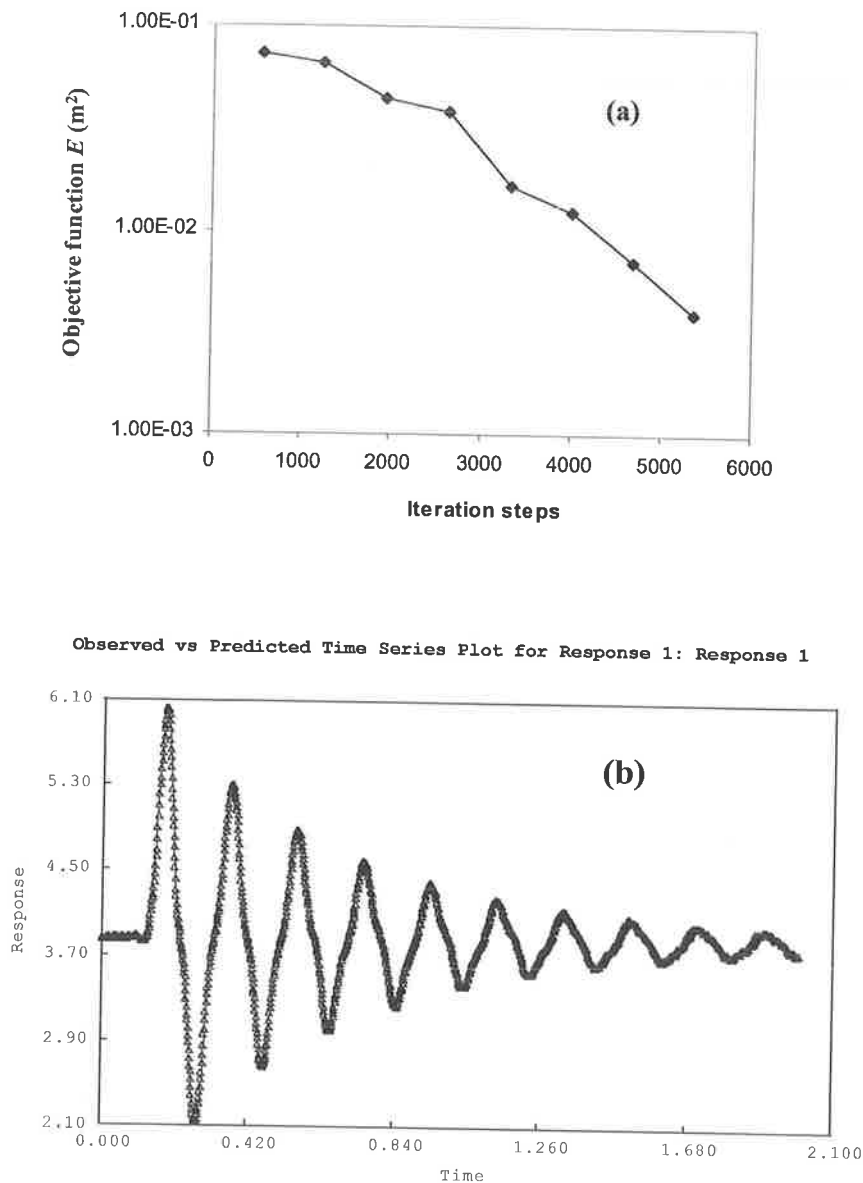 1.00E-01
(a)
Objective function E (m²)
1.00E-02
1.00E-03
0 1000 2000 3000 4000 5000 6000
Iteration steps
Observed vs Predicted Time Series Plot for Response 1: Response 1
6.10
(b)
5.30
4.50
Response
3.70
2.90
2.10
0.000 0.420 0.840 1.260 1.680 2.100
Time